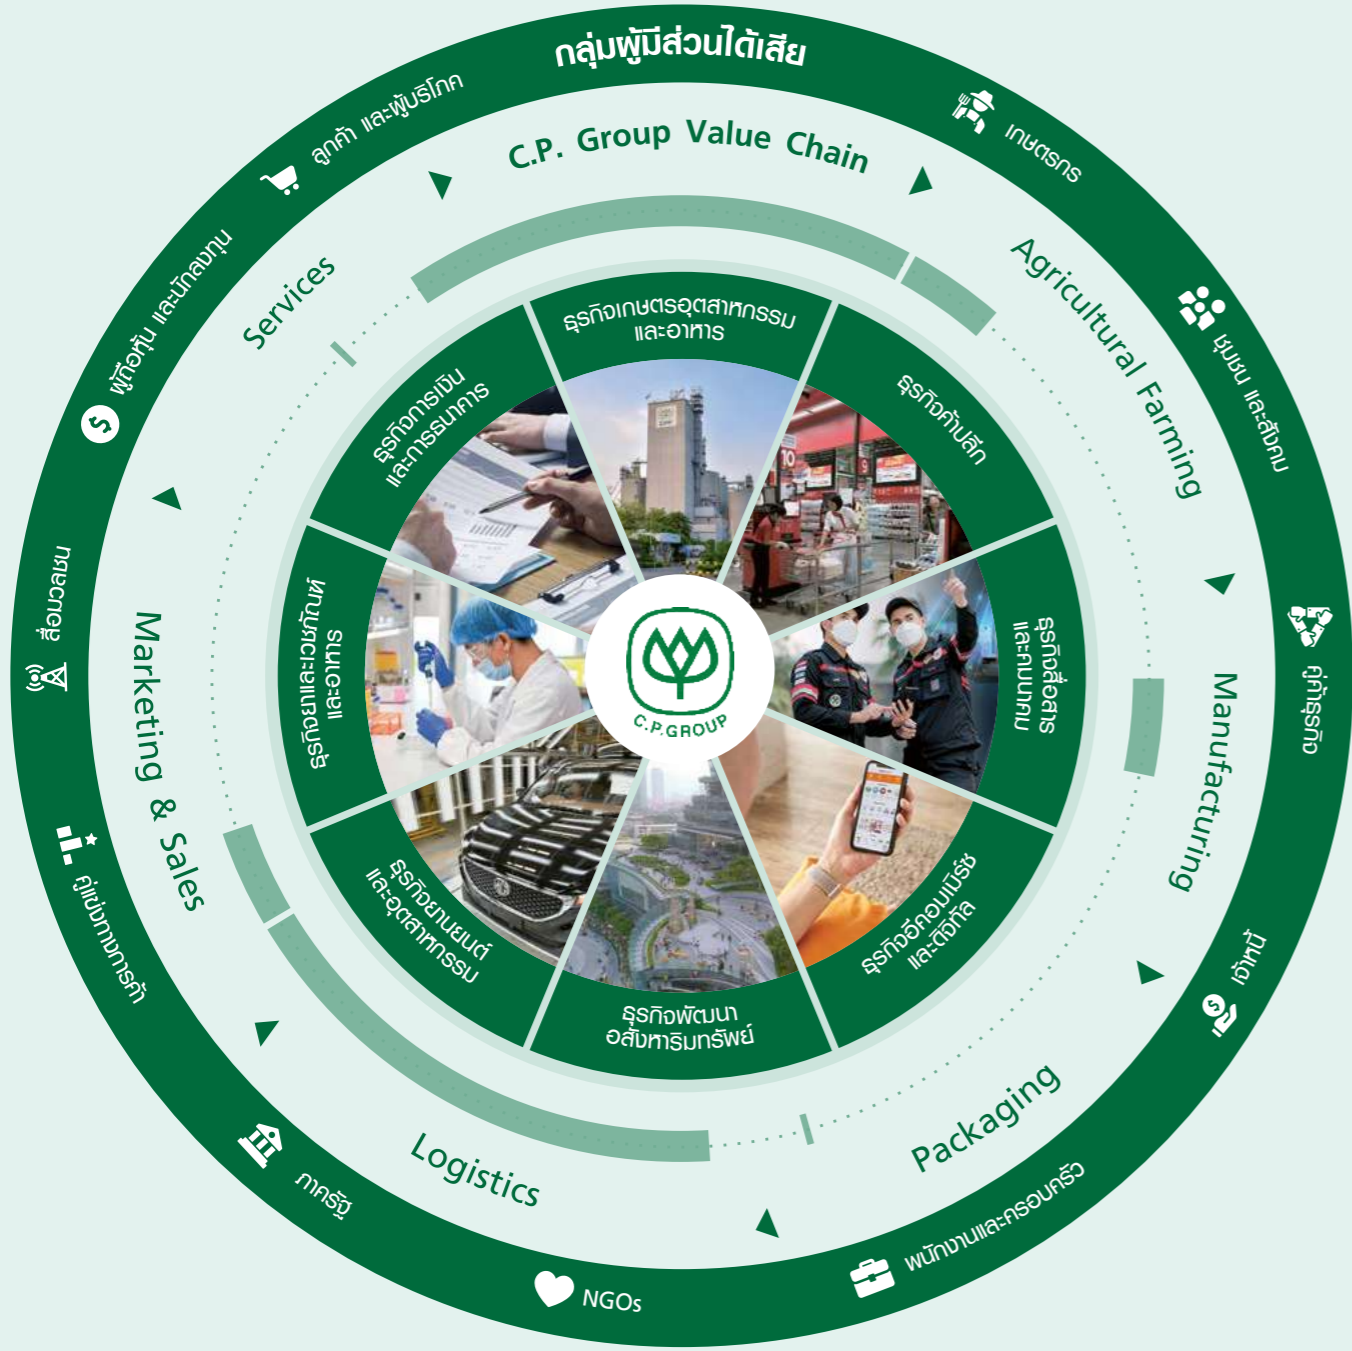 กลุ่มผู้มีส่วนได้เสีย
เกษตรกร
ชุมชน และสังคม
คู่ค้าธุรกิจ
เจ้าหนี้
พนักงานและครอบครัว
NGOs
ภาครัฐ
คู่แข่งทางการค้า
สื่อมวลชน
ผู้ถือหุ้น และนักลงทุน
ลูกค้า และผู้บริโภค
C.P. Group Value Chain
Agricultural Farming
Manufacturing
Packaging
Logistics
Marketing & Sales
Services
ธุรกิจเกษตรอุตสาหกรรม
และอาหาร
ธุรกิจค้าปลีก
ธุรกิจสื่อสาร
และคมนาคม
ธุรกิจอีคอมเมิร์ซ
และดิจิทัล
ธุรกิจพัฒนา
อสังหาริมทรัพย์
ธุรกิจยานยนต์
และอุตสาหกรรม
ธุรกิจยาและเวชภัณฑ์
และอาหาร
ธุรกิจการเงิน
และการธนาคาร
10
9
C.P.GROUP